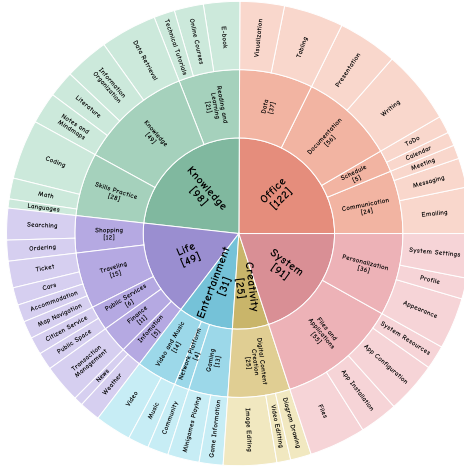 Office
[122]
Data
[37]
Documentation
[56]
Schedule
[5]
Communication
[24]
Visualization
Tabling
Presentation
Writing
ToDo
Calendar
Meeting
Messaging
Emailing
System
[91]
Personalization
[36]
Files and
Applications
[55]
System Settings
Profile
Appearance
System Resources
App Configuration
App Installation
Files
Creativity
[25]
Digital Content
Creation
[25]
Diagram Drawing
Video Editing
Image Editing
Entertainment
[31]
Gaming
[13]
Network Platform
[4]
Video and Music
[14]
Game Information
Minigames Playing
Community
Music
Video
Life
[49]
Information
[5]
Finance
[11]
Public Services
[6]
Traveling
[15]
Shopping
[12]
Weather
News
Transaction
Management
Public Space
Citizen Service
Map Navigation
Accommodation
Cars
Ticket
Ordering
Searching
Knowledge
[98]
Skills Practice
[28]
Knowledge
[49]
Reading and
Learning
[21]
Languages
Math
Coding
Notes and
Mindmaps
Literature
Information
Organization
Data Retrieval
Technical Tutorials
Online Courses
E-book